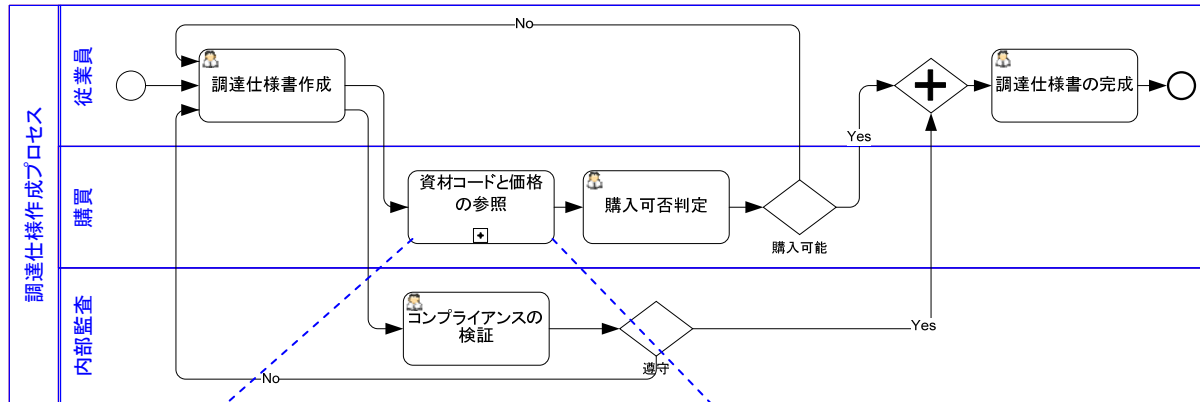 調達仕様作成プロセス
従業員
No
調達仕様書作成
調達仕様書の完成
Yes
購買
資材コードと価格
の参照
購入可否判定
購入可能
内部監査
コンプライアンスの
検証
Yes
遵守
No